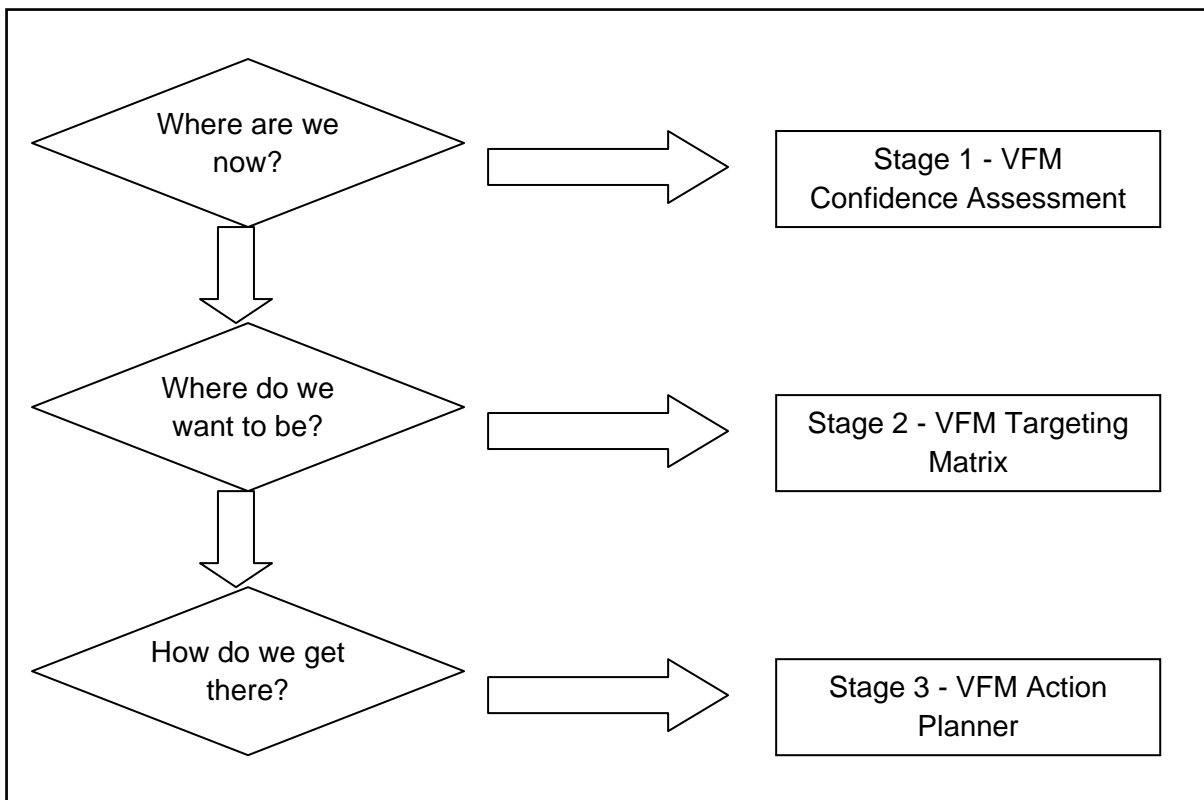 Where are we
now?
Stage 1 - VFM
Confidence Assessment
Where do we
want to be?
Stage 2 - VFM Targeting
Matrix
How do we get
there?
Stage 3 - VFM Action
Planner